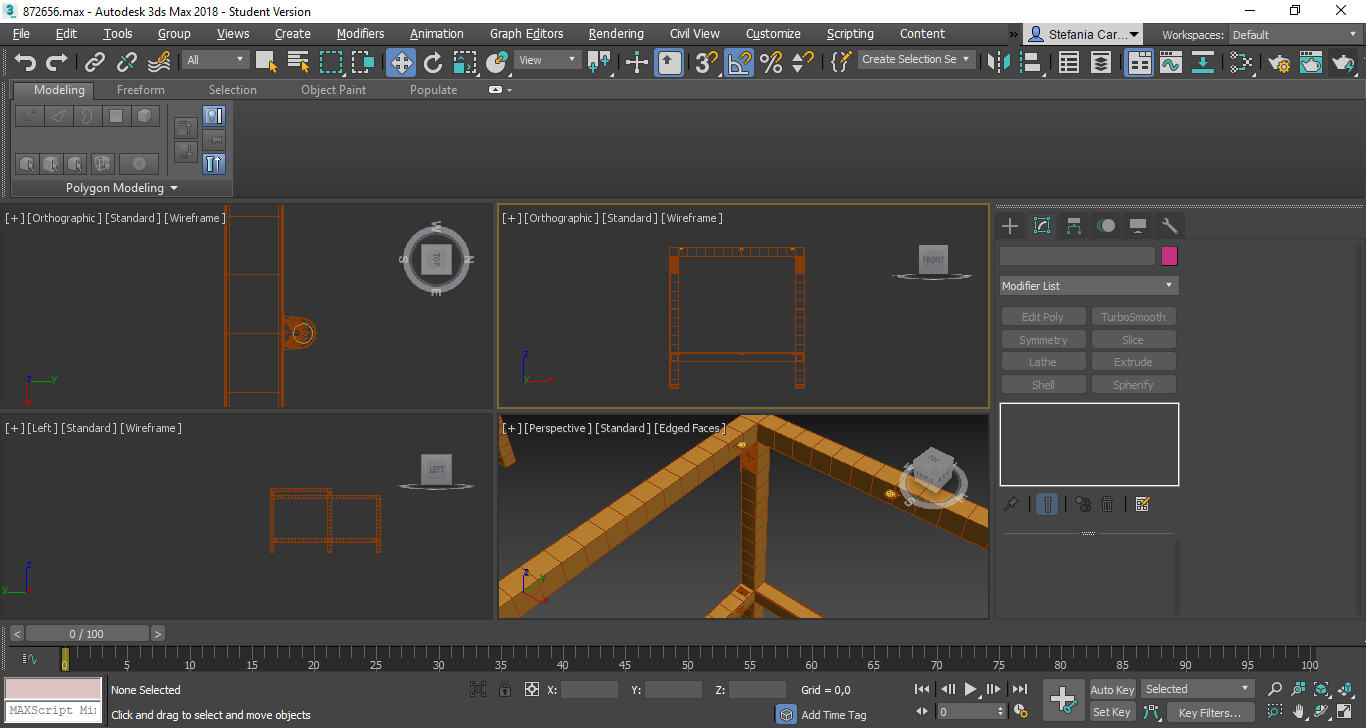 872656.max - Autodesk 3ds Max 2018 - Student Version
File Edit Tools Group Views Create Modifiers Animation Graph Editors Rendering Civil View Customize Scripting Content » Stefania Car... Workspaces: Default
All View Create Selection Se
Modeling Freeform Selection Object Paint Populate
Polygon Modeling
[+] [Orthographic] [Standard] [Wireframe]
TOP
W
S
N
E
z
y
x
[+] [Orthographic] [Standard] [Wireframe]
FRONT
z
y
x
[+] [Left] [Standard] [Wireframe]
LEFT
z
y
x
[+] [Perspective] [Standard] [Edged Faces]
TOP
S
z
y
x
Modifier List
Edit Poly TurboSmooth
Symmetry Slice
Lathe Extrude
Shell Spherify
< 0 / 100 >
0 5 10 15 20 25 30 35 40 45 50 55 60 65 70 75 80 85 90 95 100
MAXScript Mi
None Selected X: Y: Z: Grid = 0,0
Click and drag to select and move objects
Add Time Tag
0
Auto Key Selected
Set Key Key Filters...